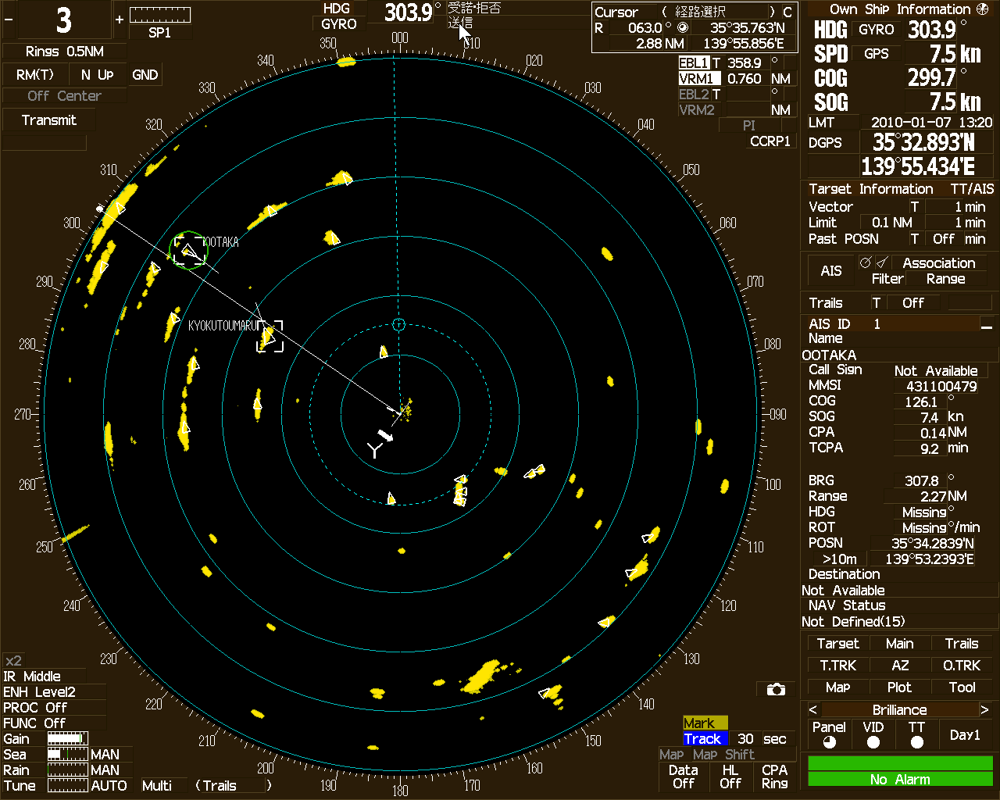 - 3 +
SP1
Rings 0.5NM
RM(T) N Up GND
Off Center
Transmit
HDG 303.9°
GYRO
受諾・拒否
送信
Cursor ( 経路選択 ) C
R 063.0 ° 35°35.763'N
2.88 NM 139°55.856'E
EBL1 T 358.9 °
VRM1 0.760 NM
EBL2 T °
VRM2 NM
PI
CCRP1
000
010
020
030
040
050
060
070
080
090
100
110
120
130
140
150
160
170
180
190
200
210
220
230
240
250
260
270
280
290
300
310
320
330
340
350
OOTAKA
KYOKUTOUMARU
T
Y
Own Ship Information
HDG GYRO 303.9 °
SPD GPS 7.5 kn
COG 299.7 °
SOG 7.5 kn
LMT 2010-01-07 13:20
DGPS 35°32.893'N
139°55.434'E
Target Information TT/AIS
Vector T 1 min
Limit 0.1 NM 1 min
Past POSN T Off min
AIS Association
Filter Range
Trails T Off
AIS ID 1
Name
OOTAKA
Call Sign Not Available
MMSI 431100479
COG 126.1 °
SOG 7.4 kn
CPA 0.14NM
TCPA 9.2 min
BRG 307.8 °
Range 2.27NM
HDG Missing°
ROT Missing°/min
POSN 35°34.2839'N
>10m 139°53.2393'E
Destination
Not Available
NAV Status
Not Defined(15)
Target Main Trails
T.TRK AZ O.TRK
Map Plot Tool
< Brilliance >
Panel VID TT Day1
No Alarm
x2
IR Middle
ENH Level2
PROC Off
FUNC Off
Gain
Sea MAN
Rain MAN
Tune AUTO
Multi (Trails )
Mark
Track 30 sec
Map Map Shift
Data HL CPA
Off Off Ring